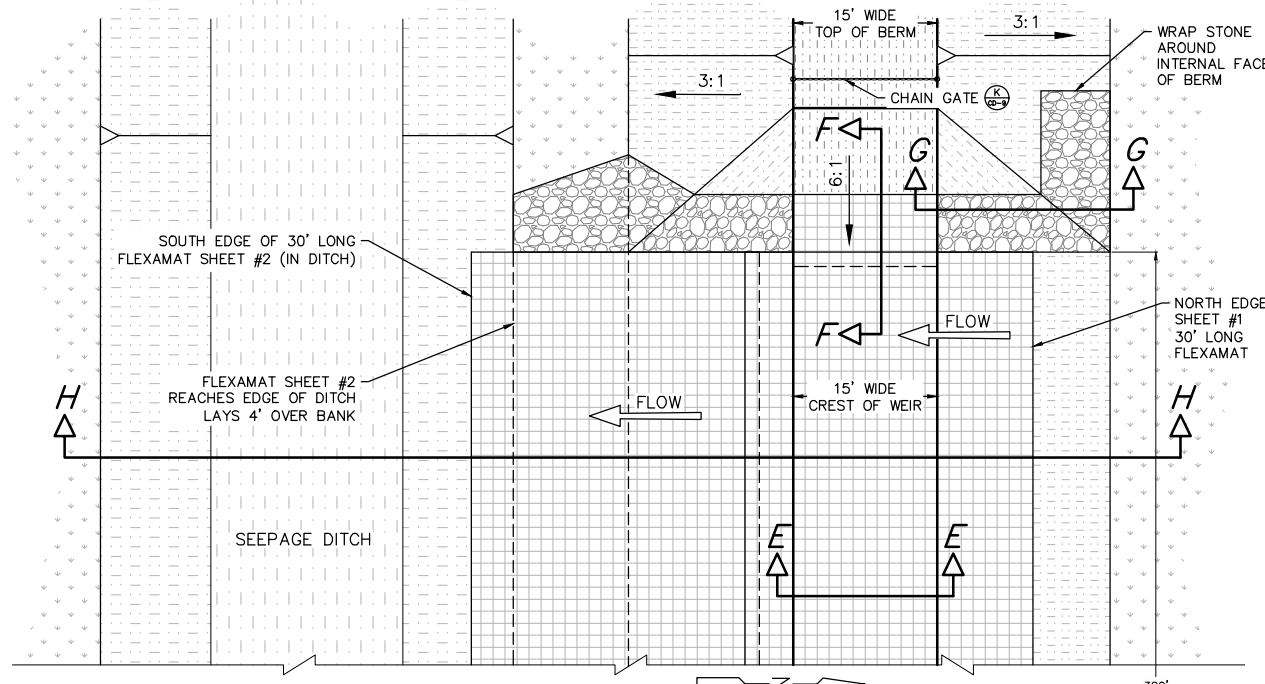 15' WIDE
TOP OF BERM
3:1
WRAP STONE
AROUND
INTERNAL FACE
OF BERM
3:1
CHAIN GATE
K
CD-9
F
G
G
6:1
SOUTH EDGE OF 30' LONG
FLEXAMAT SHEET #2 (IN DITCH)
NORTH EDGE
SHEET #1
30' LONG
FLEXAMAT
F
FLOW
FLEXAMAT SHEET #2
REACHES EDGE OF DITCH
LAYS 4' OVER BANK
15' WIDE
CREST OF WEIR
H
FLOW
H
SEEPAGE DITCH
E
E